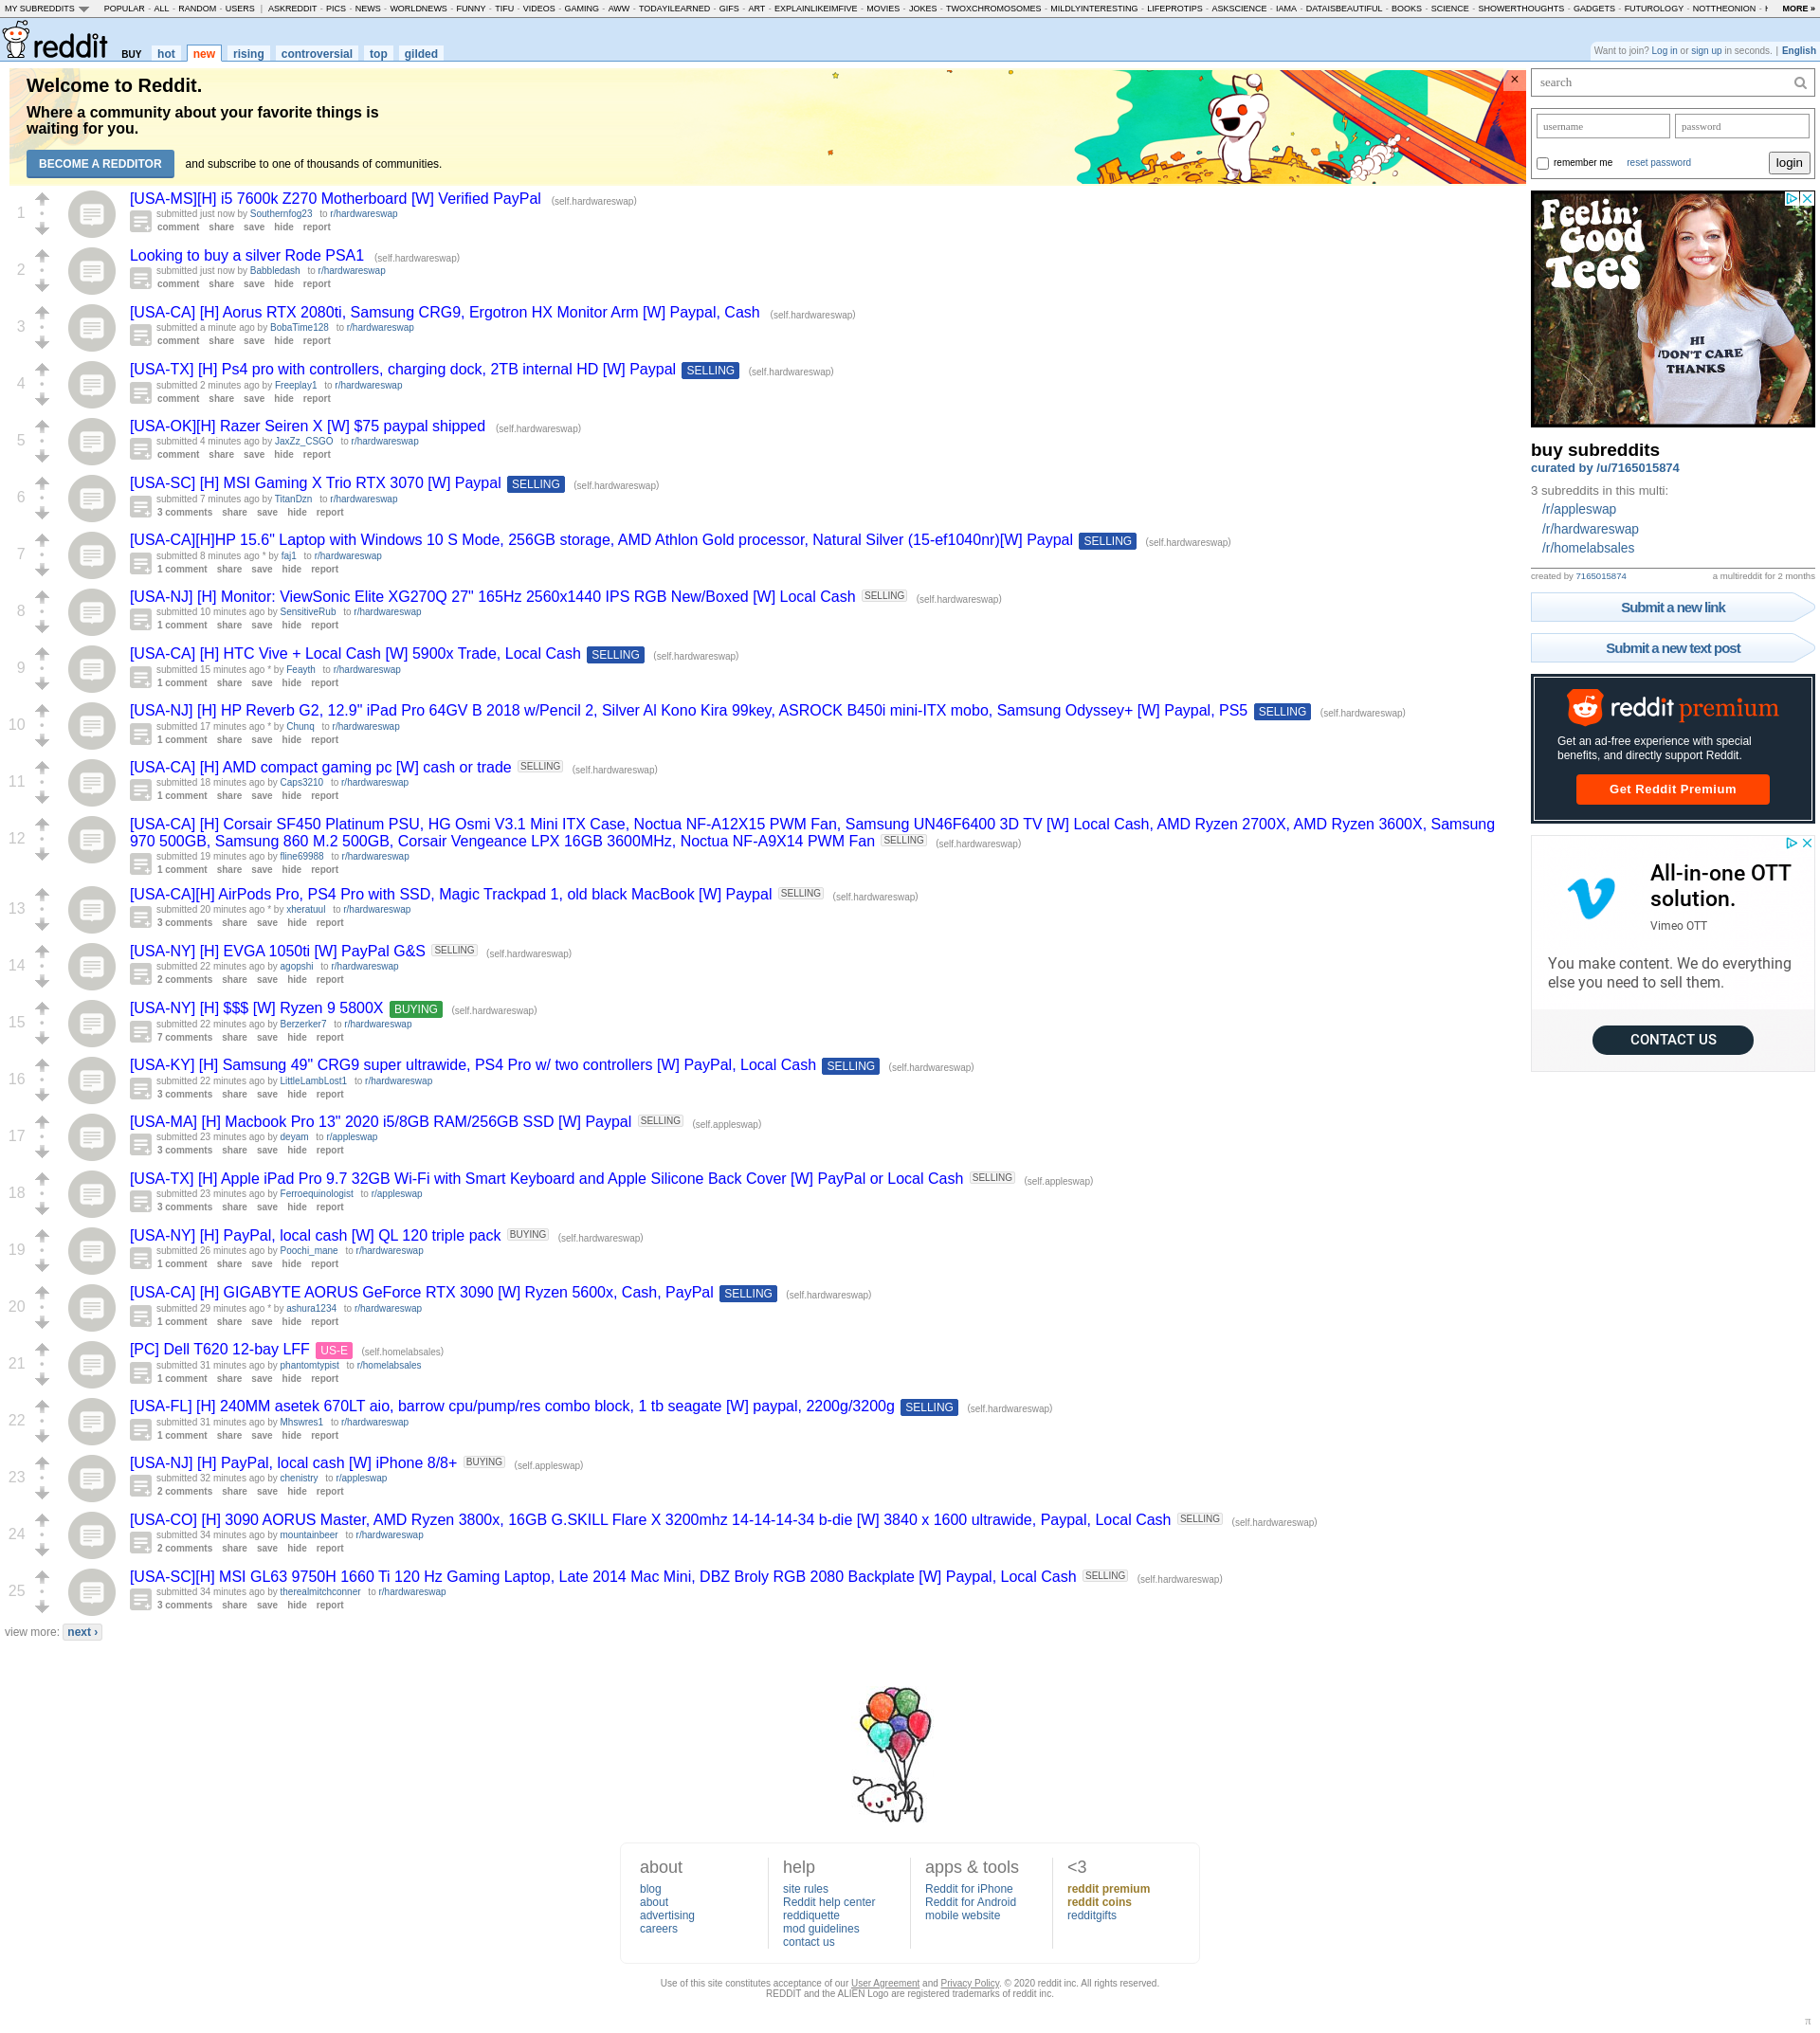 MY SUBREDDITS POPULAR - ALL - RANDOM - USERS | ASKREDDIT - PICS - NEWS - WORLDNEWS - FUNNY - TIFU - VIDEOS - GAMING - AWW - TODAYILEARNED - GIFS - ART - EXPLAINLIKEIMFIVE - MOVIES - JOKES - TWOXCHROMOSOMES - MILDLYINTERESTING - LIFEPROTIPS - ASKSCIENCE - IAMA - DATAISBEAUTIFUL - BOOKS - SCIENCE - SHOWERTHOUGHTS - GADGETS - FUTUROLOGY - NOTTHEONION - MORE »
reddit BUY hot new rising controversial top gilded
Want to join? Log in or sign up in seconds. | English
Welcome to Reddit.
Where a community about your favorite things is
waiting for you.
BECOME A REDDITOR and subscribe to one of thousands of communities.
×
1
[USA-MS][H] i5 7600k Z270 Motherboard [W] Verified PayPal (self.hardwareswap)
submitted just now by Southernfog23 to r/hardwareswap
comment share save hide report
2
Looking to buy a silver Rode PSA1 (self.hardwareswap)
submitted just now by Babbledash to r/hardwareswap
comment share save hide report
3
[USA-CA] [H] Aorus RTX 2080ti, Samsung CRG9, Ergotron HX Monitor Arm [W] Paypal, Cash (self.hardwareswap)
submitted a minute ago by BobaTime128 to r/hardwareswap
comment share save hide report
4
[USA-TX] [H] Ps4 pro with controllers, charging dock, 2TB internal HD [W] Paypal SELLING (self.hardwareswap)
submitted 2 minutes ago by Freeplay1 to r/hardwareswap
comment share save hide report
5
[USA-OK][H] Razer Seiren X [W] $75 paypal shipped (self.hardwareswap)
submitted 4 minutes ago by JaxZz_CSGO to r/hardwareswap
comment share save hide report
6
[USA-SC] [H] MSI Gaming X Trio RTX 3070 [W] Paypal SELLING (self.hardwareswap)
submitted 7 minutes ago by TitanDzn to r/hardwareswap
3 comments share save hide report
7
[USA-CA][H]HP 15.6" Laptop with Windows 10 S Mode, 256GB storage, AMD Athlon Gold processor, Natural Silver (15-ef1040nr)[W] Paypal SELLING (self.hardwareswap)
submitted 8 minutes ago * by faj1 to r/hardwareswap
1 comment share save hide report
8
[USA-NJ] [H] Monitor: ViewSonic Elite XG270Q 27" 165Hz 2560x1440 IPS RGB New/Boxed [W] Local Cash SELLING (self.hardwareswap)
submitted 10 minutes ago by SensitiveRub to r/hardwareswap
1 comment share save hide report
9
[USA-CA] [H] HTC Vive + Local Cash [W] 5900x Trade, Local Cash SELLING (self.hardwareswap)
submitted 15 minutes ago * by Feayth to r/hardwareswap
1 comment share save hide report
10
[USA-NJ] [H] HP Reverb G2, 12.9" iPad Pro 64GV B 2018 w/Pencil 2, Silver Al Kono Kira 99key, ASROCK B450i mini-ITX mobo, Samsung Odyssey+ [W] Paypal, PS5 SELLING (self.hardwareswap)
submitted 17 minutes ago * by Chunq to r/hardwareswap
1 comment share save hide report
11
[USA-CA] [H] AMD compact gaming pc [W] cash or trade SELLING (self.hardwareswap)
submitted 18 minutes ago by Caps3210 to r/hardwareswap
1 comment share save hide report
12
[USA-CA] [H] Corsair SF450 Platinum PSU, HG Osmi V3.1 Mini ITX Case, Noctua NF-A12X15 PWM Fan, Samsung UN46F6400 3D TV [W] Local Cash, AMD Ryzen 2700X, AMD Ryzen 3600X, Samsung
970 500GB, Samsung 860 M.2 500GB, Corsair Vengeance LPX 16GB 3600MHz, Noctua NF-A9X14 PWM Fan SELLING (self.hardwareswap)
submitted 19 minutes ago by fline69988 to r/hardwareswap
1 comment share save hide report
13
[USA-CA][H] AirPods Pro, PS4 Pro with SSD, Magic Trackpad 1, old black MacBook [W] Paypal SELLING (self.hardwareswap)
submitted 20 minutes ago * by xheratuul to r/hardwareswap
3 comments share save hide report
14
[USA-NY] [H] EVGA 1050ti [W] PayPal G&S SELLING (self.hardwareswap)
submitted 22 minutes ago by agopshi to r/hardwareswap
2 comments share save hide report
15
[USA-NY] [H] $$$ [W] Ryzen 9 5800X BUYING (self.hardwareswap)
submitted 22 minutes ago by Berzerker7 to r/hardwareswap
7 comments share save hide report
16
[USA-KY] [H] Samsung 49" CRG9 super ultrawide, PS4 Pro w/ two controllers [W] PayPal, Local Cash SELLING (self.hardwareswap)
submitted 22 minutes ago by LittleLambLost1 to r/hardwareswap
3 comments share save hide report
17
[USA-MA] [H] Macbook Pro 13" 2020 i5/8GB RAM/256GB SSD [W] Paypal SELLING (self.appleswap)
submitted 23 minutes ago by deyam to r/appleswap
3 comments share save hide report
18
[USA-TX] [H] Apple iPad Pro 9.7 32GB Wi-Fi with Smart Keyboard and Apple Silicone Back Cover [W] PayPal or Local Cash SELLING (self.appleswap)
submitted 23 minutes ago by Ferroequinologist to r/appleswap
3 comments share save hide report
19
[USA-NY] [H] PayPal, local cash [W] QL 120 triple pack BUYING (self.hardwareswap)
submitted 26 minutes ago by Poochi_mane to r/hardwareswap
1 comment share save hide report
20
[USA-CA] [H] GIGABYTE AORUS GeForce RTX 3090 [W] Ryzen 5600x, Cash, PayPal SELLING (self.hardwareswap)
submitted 29 minutes ago * by ashura1234 to r/hardwareswap
1 comment share save hide report
21
[PC] Dell T620 12-bay LFF US-E (self.homelabsales)
submitted 31 minutes ago by phantomtypist to r/homelabsales
1 comment share save hide report
22
[USA-FL] [H] 240MM asetek 670LT aio, barrow cpu/pump/res combo block, 1 tb seagate [W] paypal, 2200g/3200g SELLING (self.hardwareswap)
submitted 31 minutes ago by Mhswres1 to r/hardwareswap
1 comment share save hide report
23
[USA-NJ] [H] PayPal, local cash [W] iPhone 8/8+ BUYING (self.appleswap)
submitted 32 minutes ago by chenistry to r/appleswap
2 comments share save hide report
24
[USA-CO] [H] 3090 AORUS Master, AMD Ryzen 3800x, 16GB G.SKILL Flare X 3200mhz 14-14-14-34 b-die [W] 3840 x 1600 ultrawide, Paypal, Local Cash SELLING (self.hardwareswap)
submitted 34 minutes ago by mountainbeer to r/hardwareswap
2 comments share save hide report
25
[USA-SC][H] MSI GL63 9750H 1660 Ti 120 Hz Gaming Laptop, Late 2014 Mac Mini, DBZ Broly RGB 2080 Backplate [W] Paypal, Local Cash SELLING (self.hardwareswap)
submitted 34 minutes ago by therealmitchconner to r/hardwareswap
3 comments share save hide report
view more: next ›
search
username password
remember me reset password login
Feelin'
Good
Tees
HI
I DON'T CARE
THANKS
buy subreddits
curated by /u/7165015874
3 subreddits in this multi:
/r/appleswap
/r/hardwareswap
/r/homelabsales
created by 7165015874 a multireddit for 2 months
Submit a new link
Submit a new text post
reddit premium
Get an ad-free experience with special
benefits, and directly support Reddit.
Get Reddit Premium
All-in-one OTT
solution.
Vimeo OTT
You make content. We do everything
else you need to sell them.
CONTACT US
about
blog
about
advertising
careers
help
site rules
Reddit help center
reddiquette
mod guidelines
contact us
apps & tools
Reddit for iPhone
Reddit for Android
mobile website
<3
reddit premium
reddit coins
redditgifts
Use of this site constitutes acceptance of our User Agreement and Privacy Policy. © 2020 reddit inc. All rights reserved.
REDDIT and the ALIEN Logo are registered trademarks of reddit inc.
π